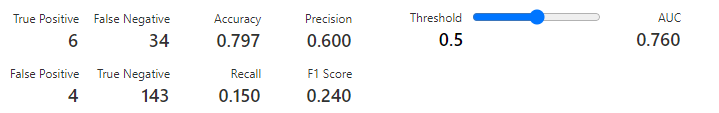 True Positive False Negative Accuracy Precision Threshold AUC
6 34 0.797 0.600 0.5 0.760
False Positive True Negative Recall F1 Score
4 143 0.150 0.240